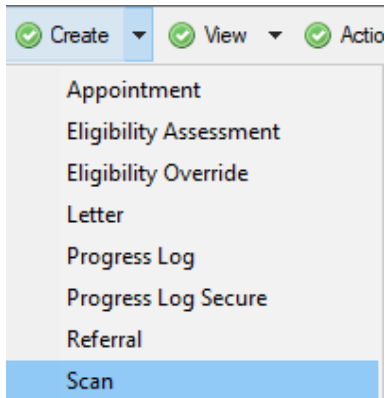 Create View Actio
Appointment
Eligibility Assessment
Eligibility Override
Letter
Progress Log
Progress Log Secure
Referral
Scan